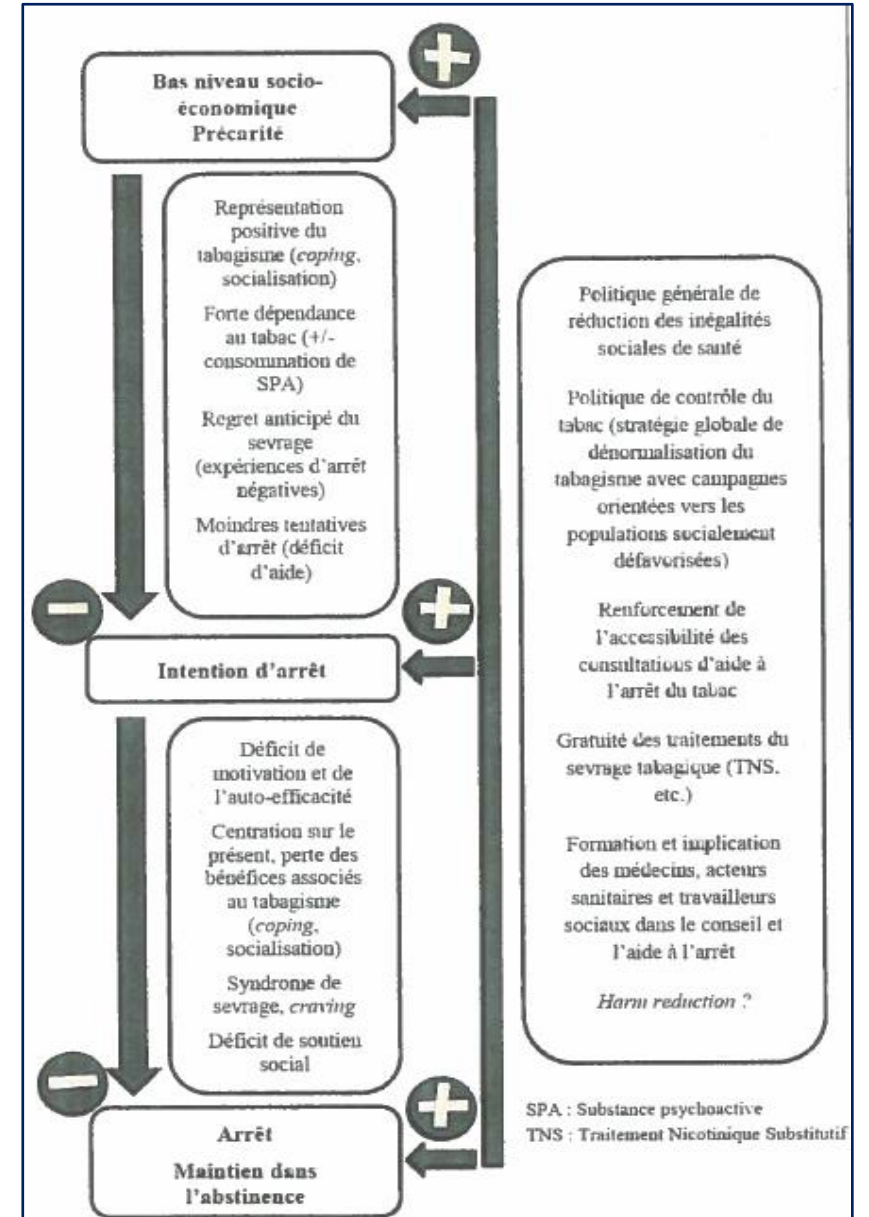 Bas niveau socio-
économique
Précarité
Représentation
positive du
tabagisme (coping,
socialisation)
Forte dépendance
au tabac (+/-
consommation de
SPA)
Regret anticipé du
sevrage
(expériences d'arrêt
négatives)
Moindres tentatives
d'arrêt (déficit
d'aide)
Intention d'arrêt
Déficit de
motivation et de
l'auto-efficacité
Centration sur le
présent, perte des
bénéfices associés
au tabagisme
(coping,
socialisation)
Syndrome de
sevrage, craving
Déficit de soutien
social
Arrêt
Maintien dans
l'abstinence
Politique générale de
réduction des inégalités
sociales de santé
Politique de contrôle du
tabac (stratégie globale de
dénormalisation du
tabagisme avec campagnes
orientées vers les
populations socialement
défavorisées)
Renforcement de
l'accessibilité des
consultations d'aide à
l'arrêt du tabac
Gratuité des traitements du
sevrage tabagique (TNS,
etc.)
Formation et implication
des médecins, acteurs
sanitaires et travailleurs
sociaux dans le conseil et
l'aide à l'arrêt
Harm reduction ?
SPA : Substance psychoactive
TNS : Traitement Nicotinique Substitutif